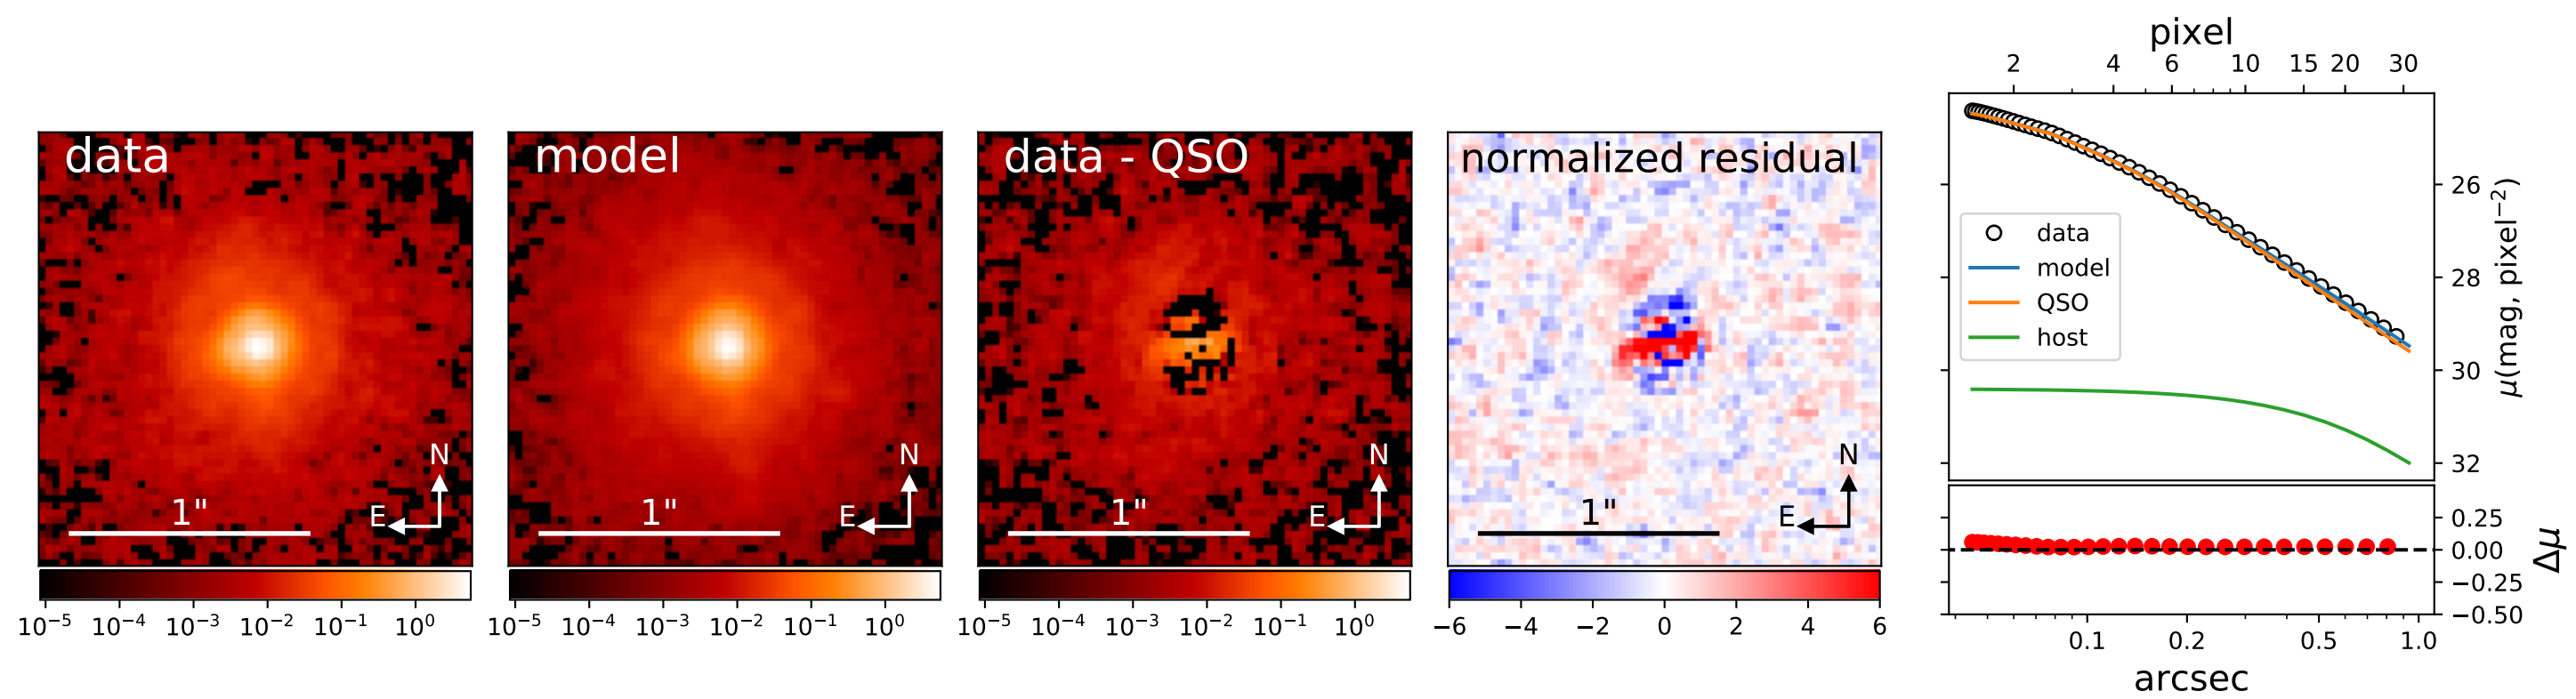 data
N
E
1"
10⁻⁵ 10⁻⁴ 10⁻³ 10⁻² 10⁻¹ 10⁰
model
N
E
1"
10⁻⁵ 10⁻⁴ 10⁻³ 10⁻² 10⁻¹ 10⁰
data - QSO
N
E
1"
10⁻⁵ 10⁻⁴ 10⁻³ 10⁻² 10⁻¹ 10⁰
normalized residual
N
E
1"
−6 −4 −2 0 2 4 6
pixel
2 4 6 10 15 20 30
data
model
QSO
host
26
28
30
32
μ(mag, pixel⁻²)
0.25
0.00
−0.25
−0.50
Δμ
0.1 0.2 0.5 1.0
arcsec